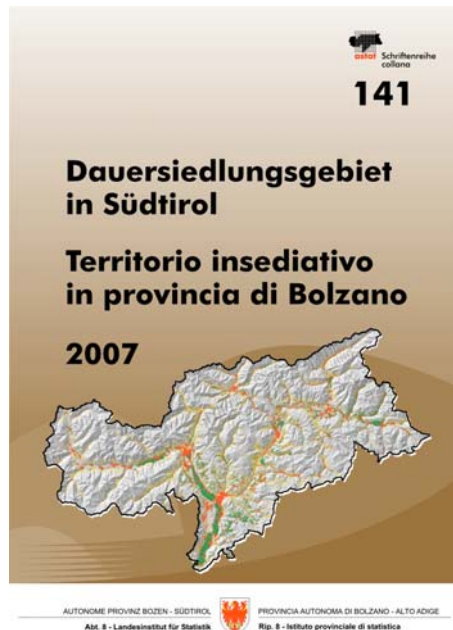 astat Schriftenreihe
collana
141
Dauersiedlungsgebiet
in Südtirol
Territorio insediativo
in provincia di Bolzano
2007
AUTONOME PROVINZ BOZEN - SÜDTIROL
Abt. 8 - Landesinstitut für Statistik
PROVINCIA AUTONOMA DI BOLZANO - ALTO ADIGE
Rip. 8 - Istituto provinciale di statistica